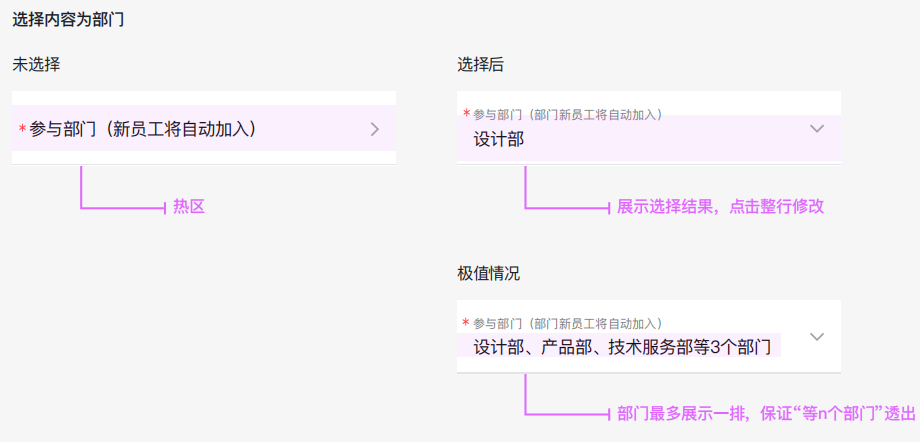 选择内容为部门
未选择
*参与部门（新员工将自动加入）
热区
选择后
*参与部门（部门新员工将自动加入）
设计部
展示选择结果，点击整行修改
极值情况
*参与部门（部门新员工将自动加入）
设计部、产品部、技术服务部等3个部门
部门最多展示一排，保证“等n个部门”透出